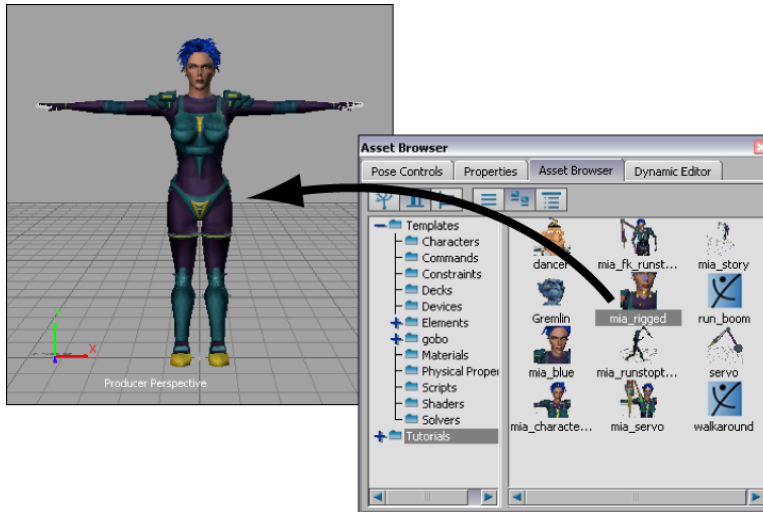 Asset Browser
Pose Controls Properties Asset Browser Dynamic Editor
Templates
Characters
Commands
Constraints
Decks
Devices
Elements
gobo
Materials
Physical Proper
Scripts
Shaders
Solvers
Tutorials
dancer mia_fk_runst... mia_story
Gremlin mia_rigged run_boom
mia_blue mia_runstopt... servo
mia_characte... mia_servo walkaround
Y
X
Producer Perspective